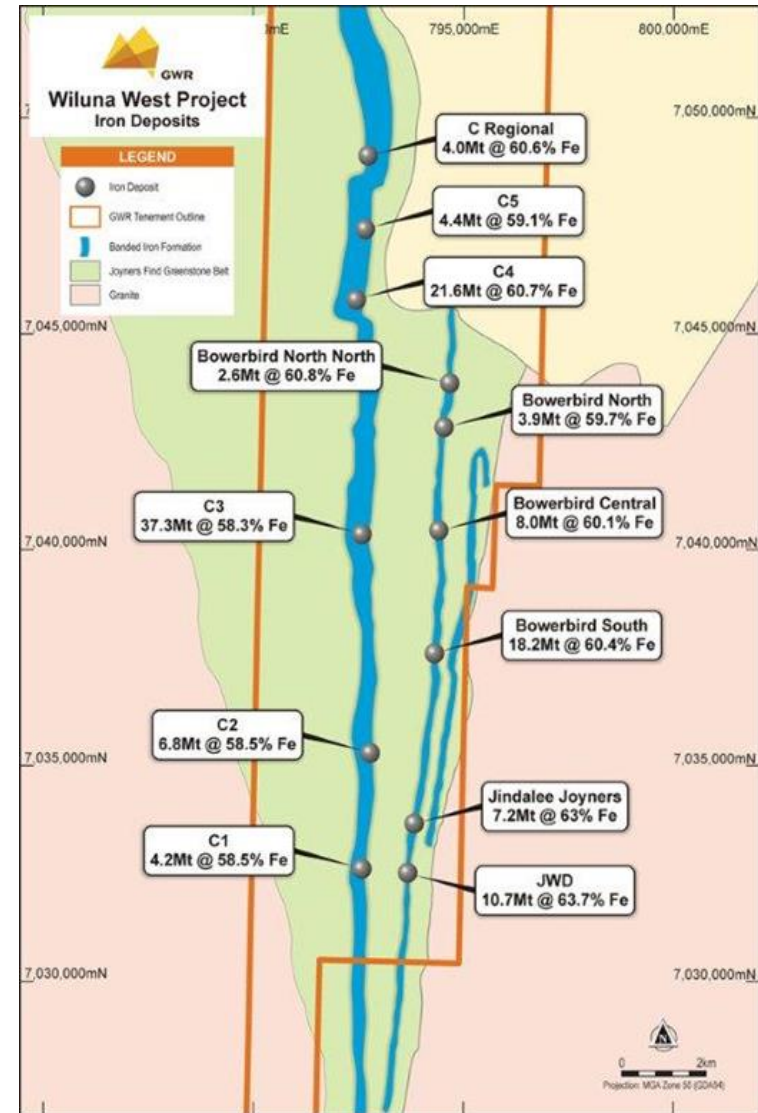 GWR
Wiluna West Project
Iron Deposits
LEGEND
Iron Deposit
GWR Tenement Outline
Banded Iron Formation
Joyners Find Greenstone Belt
Granite
mE
795,000mE
800,000mE
7,050,000mN
C Regional
4.0Mt @ 60.6% Fe
C5
4.4Mt @ 59.1% Fe
C4
21.6Mt @ 60.7% Fe
7,045,000mN
7,045,000mN
Bowerbird North North
2.6Mt @ 60.8% Fe
Bowerbird North
3.9Mt @ 59.7% Fe
C3
37.3Mt @ 58.3% Fe
Bowerbird Central
8.0Mt @ 60.1% Fe
7,040,000mN
7,040,000mN
Bowerbird South
18.2Mt @ 60.4% Fe
C2
6.8Mt @ 58.5% Fe
7,035,000mN
7,035,000mN
Jindalee Joyners
7.2Mt @ 63% Fe
C1
4.2Mt @ 58.5% Fe
JWD
10.7Mt @ 63.7% Fe
7,030,000mN
7,030,000mN
N
0
2km
Projection: MGA Zone 50 (GDA94)